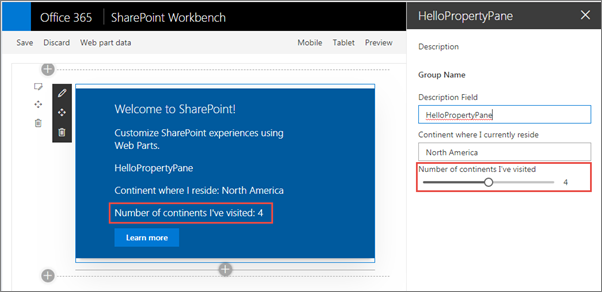 Office 365 SharePoint Workbench
Save Discard Web part data Mobile Tablet Preview
Welcome to SharePoint!
Customize SharePoint experiences using
Web Parts.
HelloPropertyPane
Continent where I reside: North America
Number of continents I've visited: 4
Learn more
HelloPropertyPane
Description
Group Name
Description Field
HelloPropertyPane
Continent where I currently reside
North America
Number of continents I've visited
4